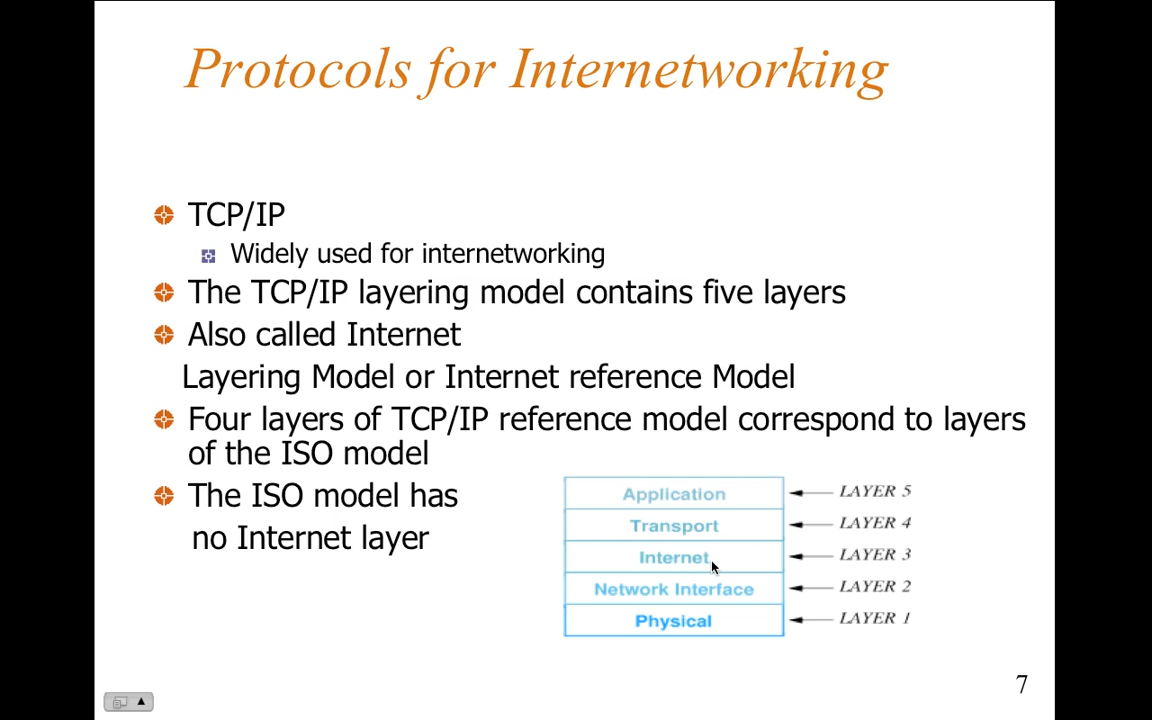 Protocols for Internetworking
TCP/IP
Widely used for internetworking
The TCP/IP layering model contains five layers
Also called Internet
Layering Model or Internet reference Model
Four layers of TCP/IP reference model correspond to layers
of the ISO model
The ISO model has
no Internet layer
Application LAYER 5
Transport LAYER 4
Internet LAYER 3
Network Interface LAYER 2
Physical LAYER 1
7